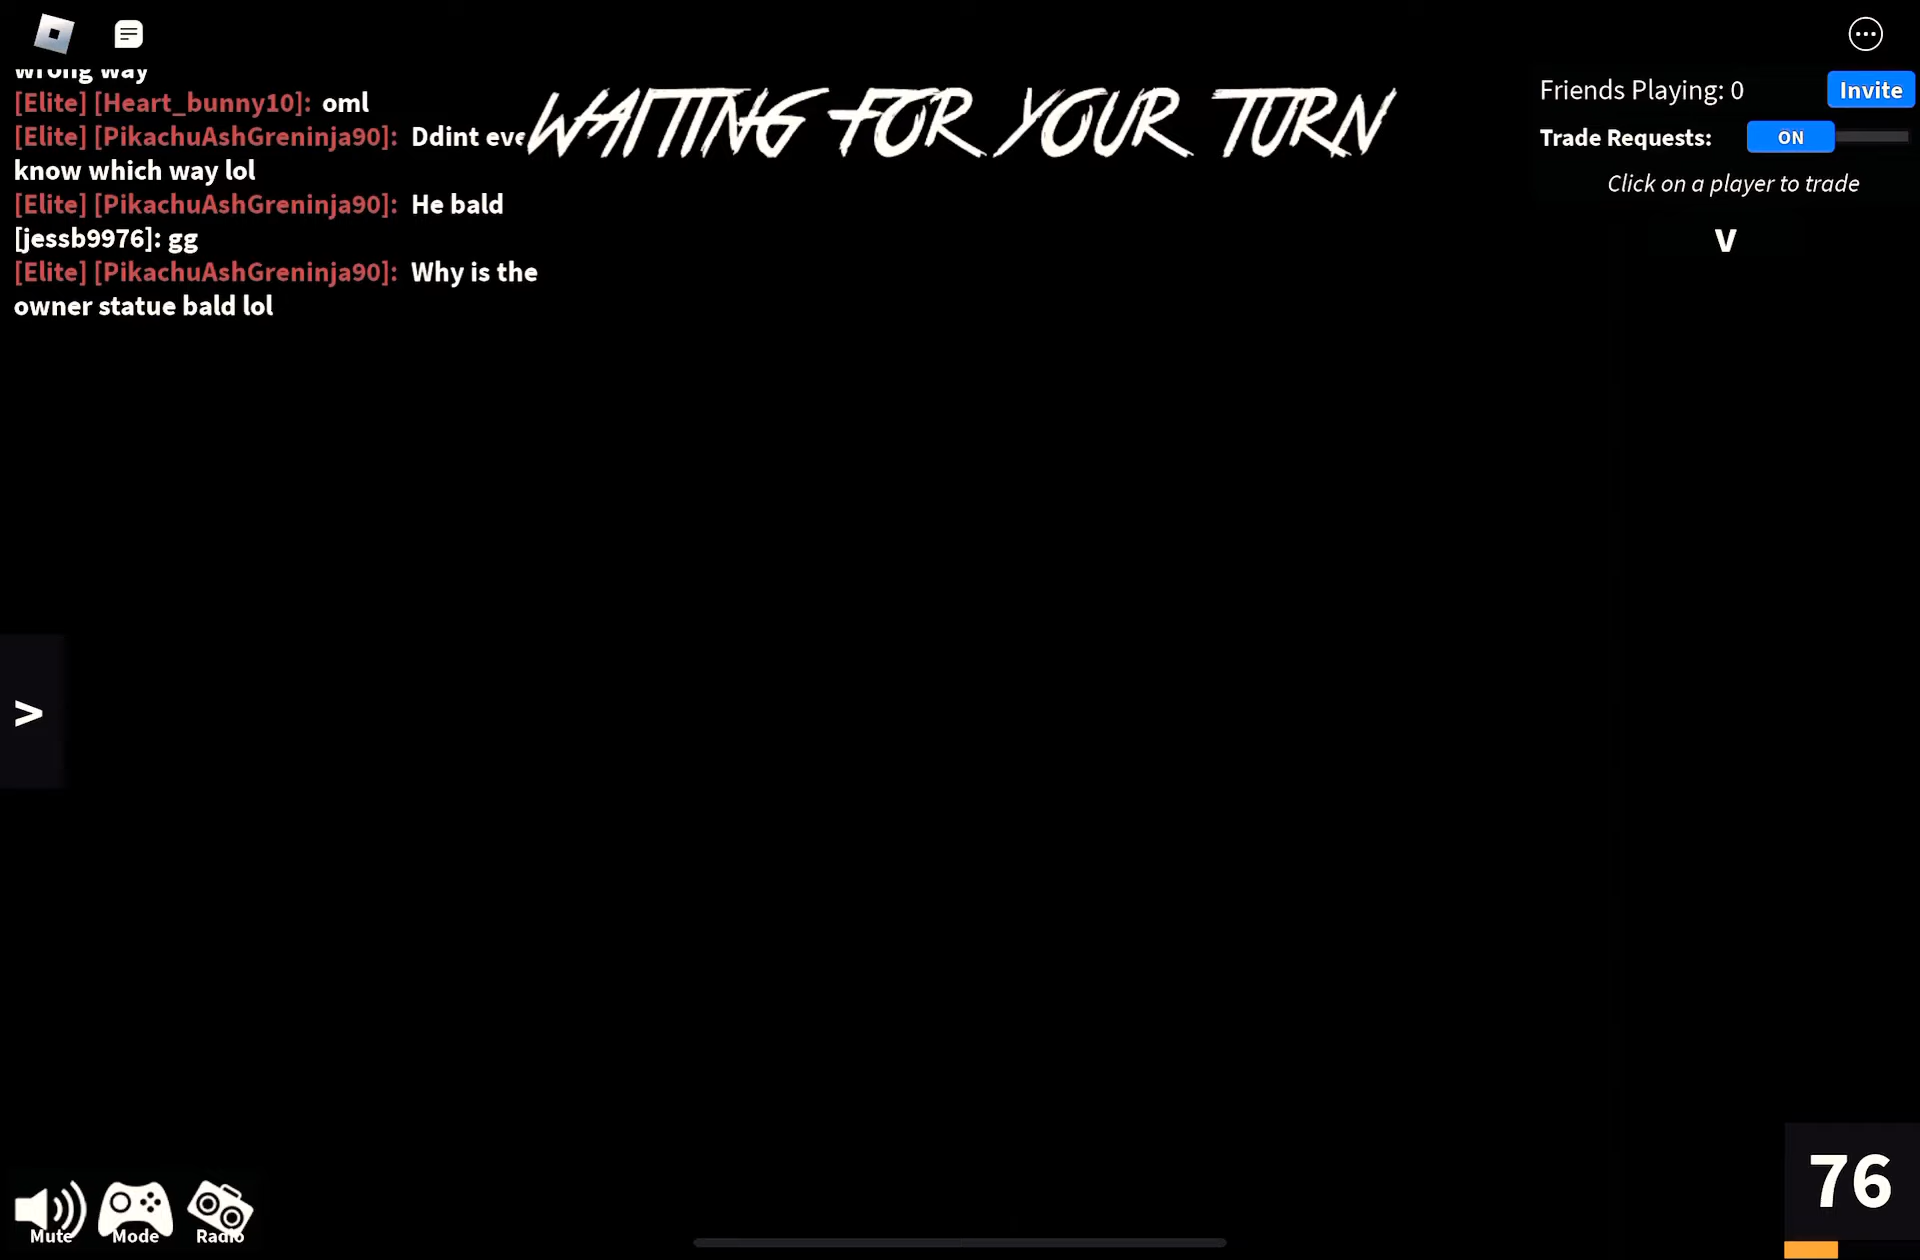 wrong way
[Elite] [Heart_bunny10]: oml
[Elite] [PikachuAshGreninja90]: Ddint eve
know which way lol
[Elite] [PikachuAshGreninja90]: He bald
[jessb9976]: gg
[Elite] [PikachuAshGreninja90]: Why is the
owner statue bald lol
WAITING FOR YOUR TURN
Friends Playing: 0 Invite
Trade Requests: ON
Click on a player to trade
v
>
Mute Mode Radio
76